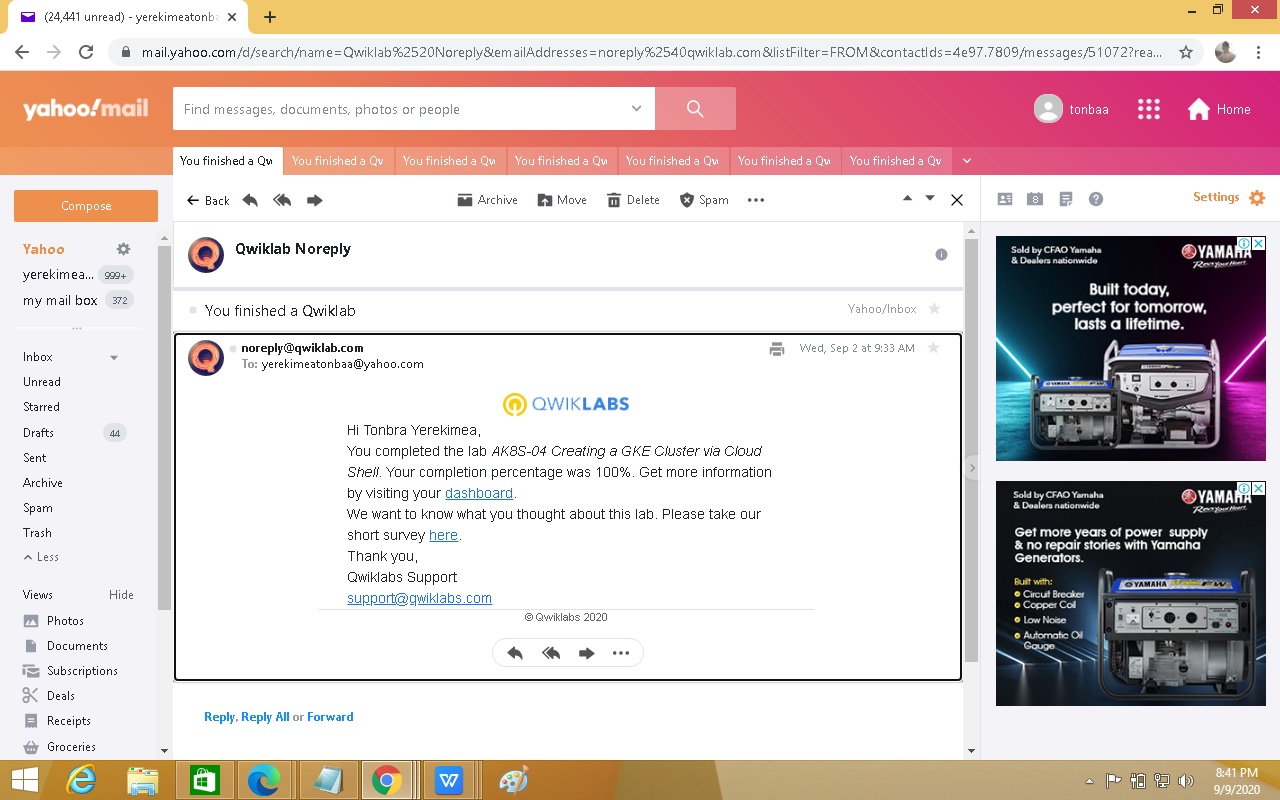 (24,441 unread) - yerekimeatonba
mail.yahoo.com/d/search/name=Qwiklab%2520Noreply&emailAddresses=noreply%2540qwiklab.com&listFilter=FROM&contactIds=4e97.7809/messages/51072?rea...
yahoo!mail
Find messages, documents, photos or people
tonbaa
Home
You finished a Qw
You finished a Qw
You finished a Qw
You finished a Qw
You finished a Qw
You finished a Qw
You finished a Qw
Compose
Back
Archive
Move
Delete
Spam
8
Settings
Yahoo
yerekimea... 999+
my mail box 372
Inbox
Unread
Starred
Drafts 44
Sent
Archive
Spam
Trash
Less
Views Hide
Photos
Documents
Subscriptions
Deals
Receipts
Groceries
Qwiklab Noreply
You finished a Qwiklab
Yahoo/Inbox
noreply@qwiklab.com
Wed, Sep 2 at 9:33 AM
To: yerekimeatonbaa@yahoo.com
QWIKLABS
Hi Tonbra Yerekimea,
You completed the lab AK8S-04 Creating a GKE Cluster via Cloud
Shell. Your completion percentage was 100%. Get more information
by visiting your dashboard.
We want to know what you thought about this lab. Please take our
short survey here.
Thank you,
Qwiklabs Support
support@qwiklabs.com
© Qwiklabs 2020
Reply, Reply All or Forward
Sold by CFAO Yamaha
& Dealers nationwide
YAMAHA
Revs Your Heart
Built today,
perfect for tomorrow,
lasts a lifetime.
YAMAHA
Sold by CFAO Yamaha
& Dealers nationwide
YAMAHA
Revs Your Heart
Get more years of power supply
& no repair stories with Yamaha
Generators.
Built with:
Circuit Breaker
Copper Coil
Low Noise
Automatic Oil
Gauge
YAMAHA
W
8:41 PM
9/9/2020